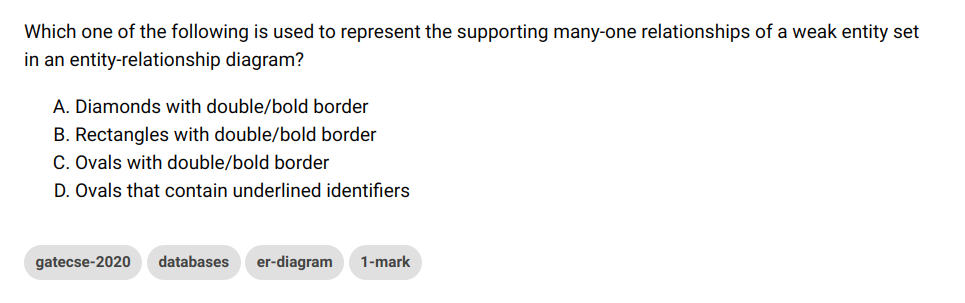 Which one of the following is used to represent the supporting many-one relationships of a weak entity set
in an entity-relationship diagram?
A. Diamonds with double/bold border
B. Rectangles with double/bold border
C. Ovals with double/bold border
D. Ovals that contain underlined identifiers
gatecse-2020 databases er-diagram 1-mark